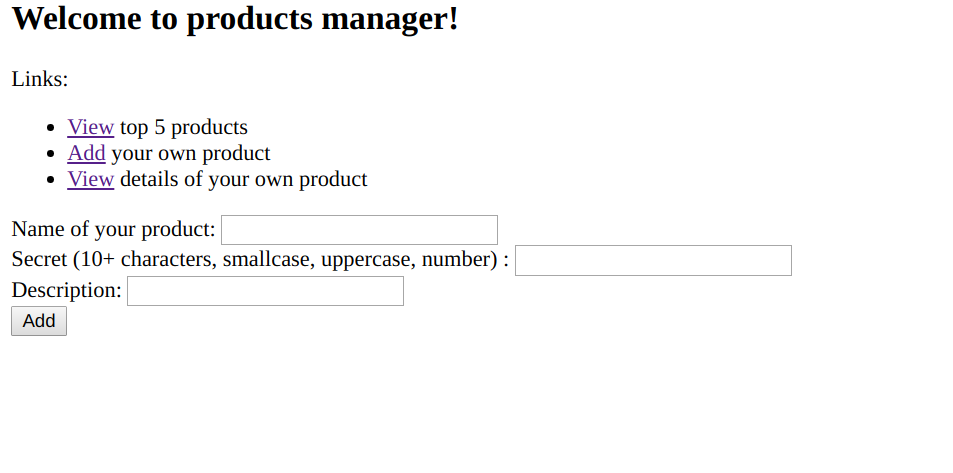 Welcome to products manager!
Links:
View top 5 products
Add your own product
View details of your own product
Name of your product:
Secret (10+ characters, smallcase, uppercase, number) :
Description:
Add